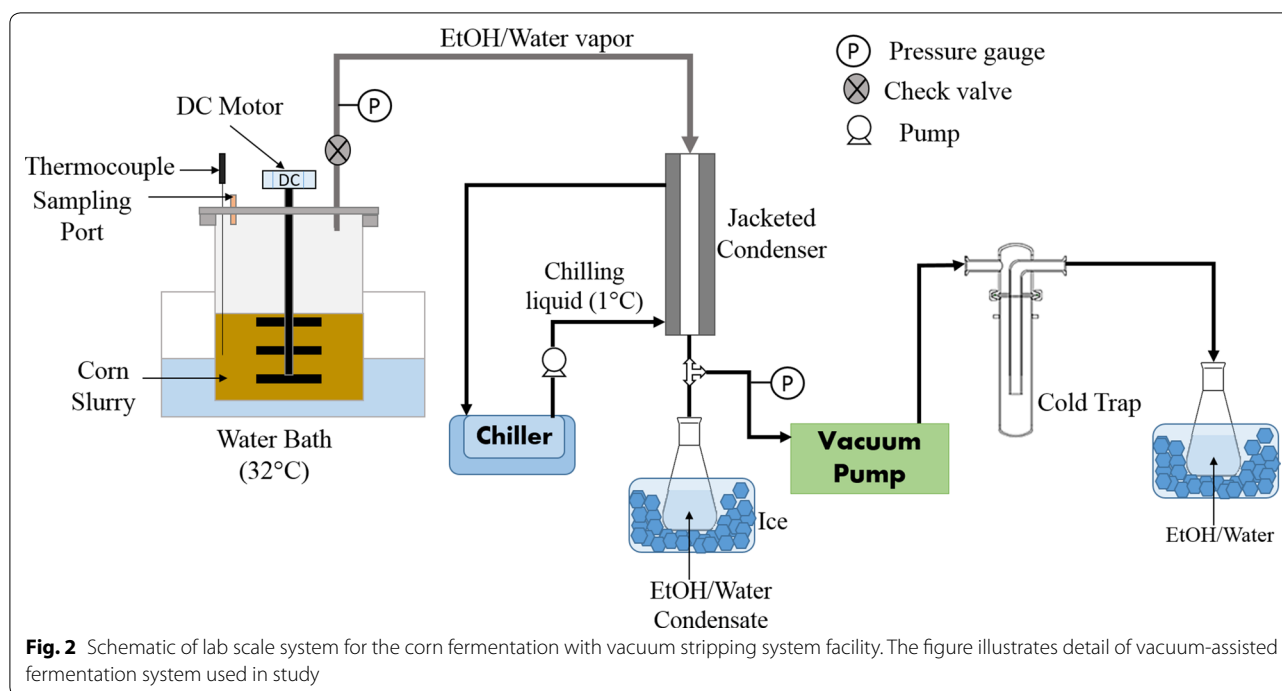 EtOH/Water vapor
P Pressure gauge
Check valve
Pump
DC Motor
P
Thermocouple
DC
Sampling
Port
Jacketed
Condenser
Chilling
liquid (1°C)
Corn
Slurry
P
Cold Trap
Chiller
Vacuum
Pump
Water Bath
(32°C)
Ice
EtOH/Water
EtOH/Water
Condensate
Fig. 2 Schematic of lab scale system for the corn fermentation with vacuum stripping system facility. The figure illustrates detail of vacuum-assisted
fermentation system used in study